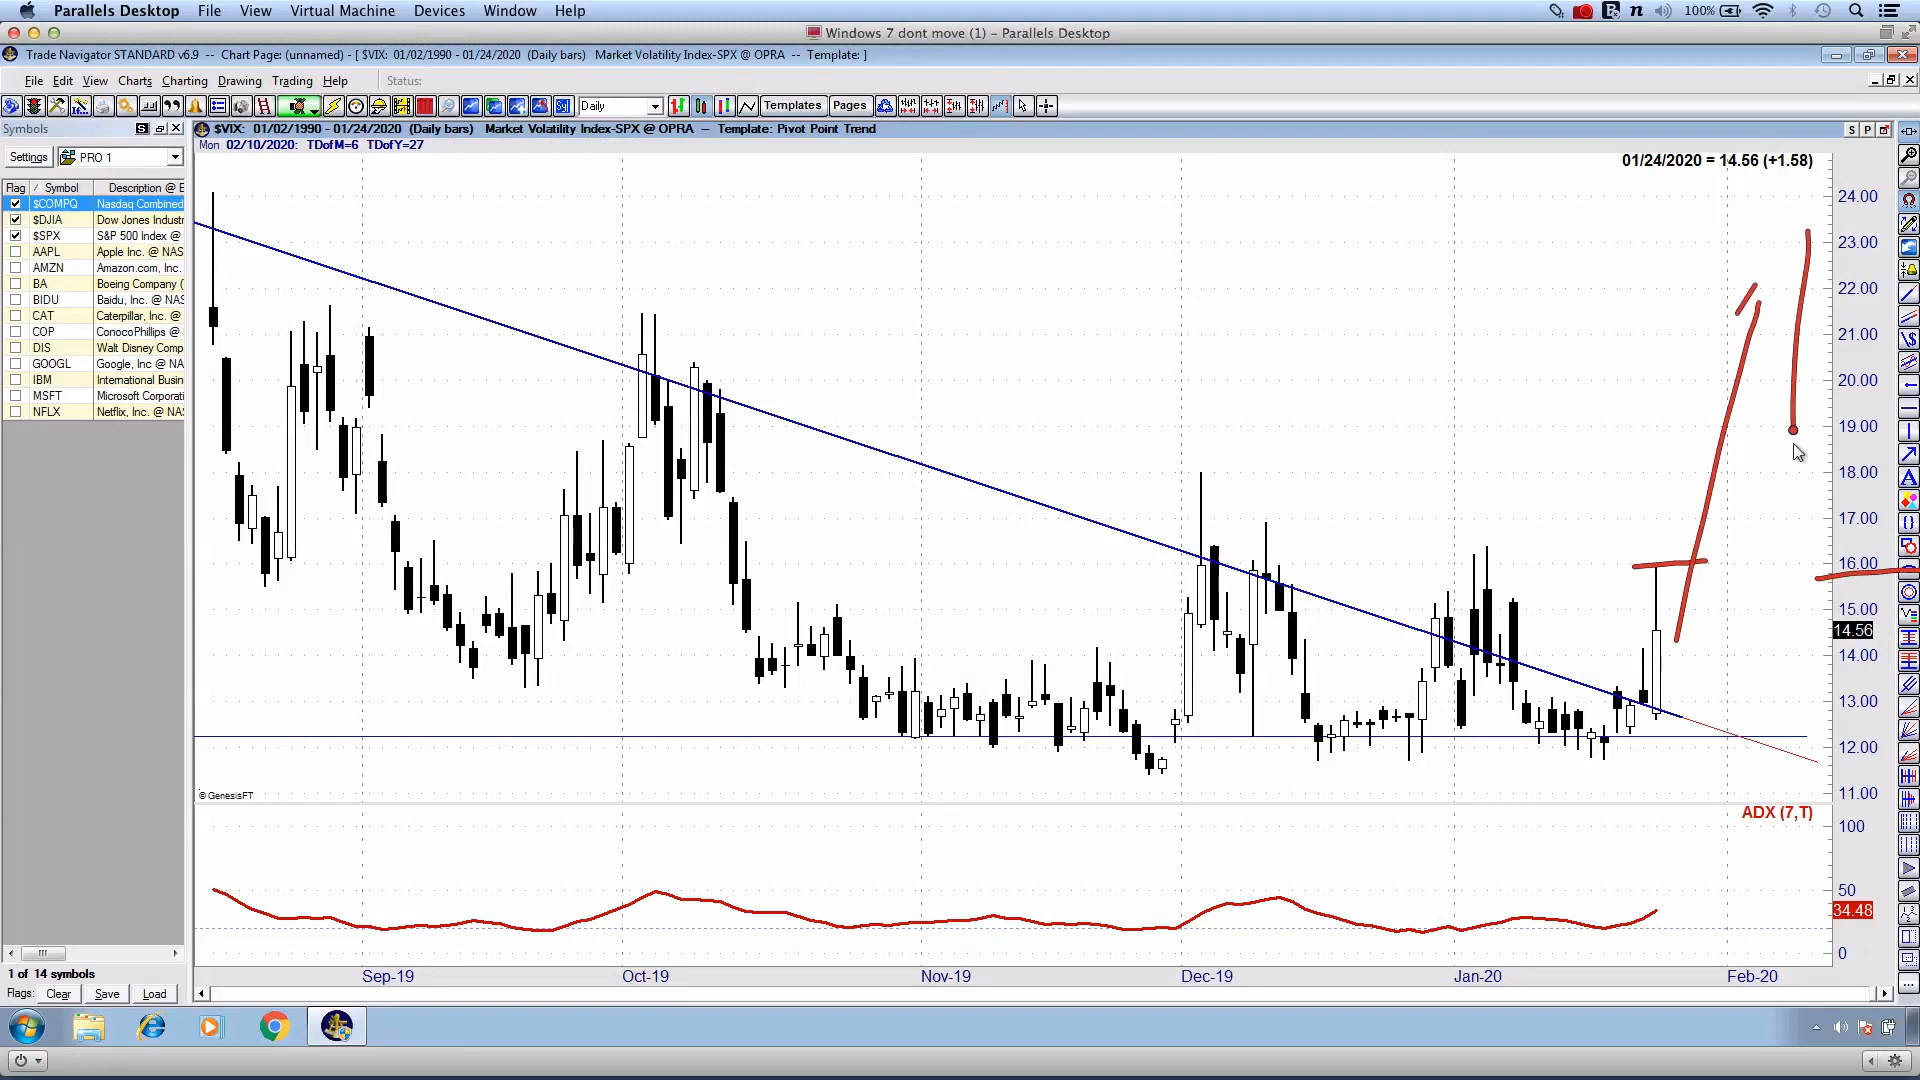 Parallels Desktop File View Virtual Machine Devices Window Help 100%
Windows 7 dont move (1) - Parallels Desktop
Trade Navigator STANDARD v6.9 -- Chart Page: (unnamed) - [ $VIX: 01/02/1990 - 01/24/2020 (Daily bars) Market Volatility Index-SPX @ OPRA -- Template: ]
File Edit View Charts Charting Drawing Trading Help Status:
Daily Templates Pages
Symbols
$VIX: 01/02/1990 - 01/24/2020 (Daily bars) Market Volatility Index-SPX @ OPRA -- Template: Pivot Point Trend
S P
Mon 02/10/2020: TDofM=6 TDofY=27
Settings PRO 1
01/24/2020 = 14.56 (+1.58)
Flag Symbol Description @ E
$COMPQ Nasdaq Combined
$DJIA Dow Jones Industr
$SPX S&P 500 Index @
AAPL Apple Inc. @ NAS
AMZN Amazon.com, Inc.
BA Boeing Company (
BIDU Baidu, Inc. @ NAS
CAT Caterpillar, Inc. @
COP ConocoPhillips @
DIS Walt Disney Comp
GOOGL Google, Inc @ NA
IBM International Busin
MSFT Microsoft Corporati
NFLX Netflix, Inc. @ NAS
24.00
23.00
22.00
21.00
20.00
19.00
18.00
17.00
16.00
15.00
14.56
14.00
13.00
12.00
11.00
© GenesisFT
ADX (7,T)
100
50
34.48
0
Sep-19 Oct-19 Nov-19 Dec-19 Jan-20 Feb-20
1 of 14 symbols
Flags: Clear Save Load